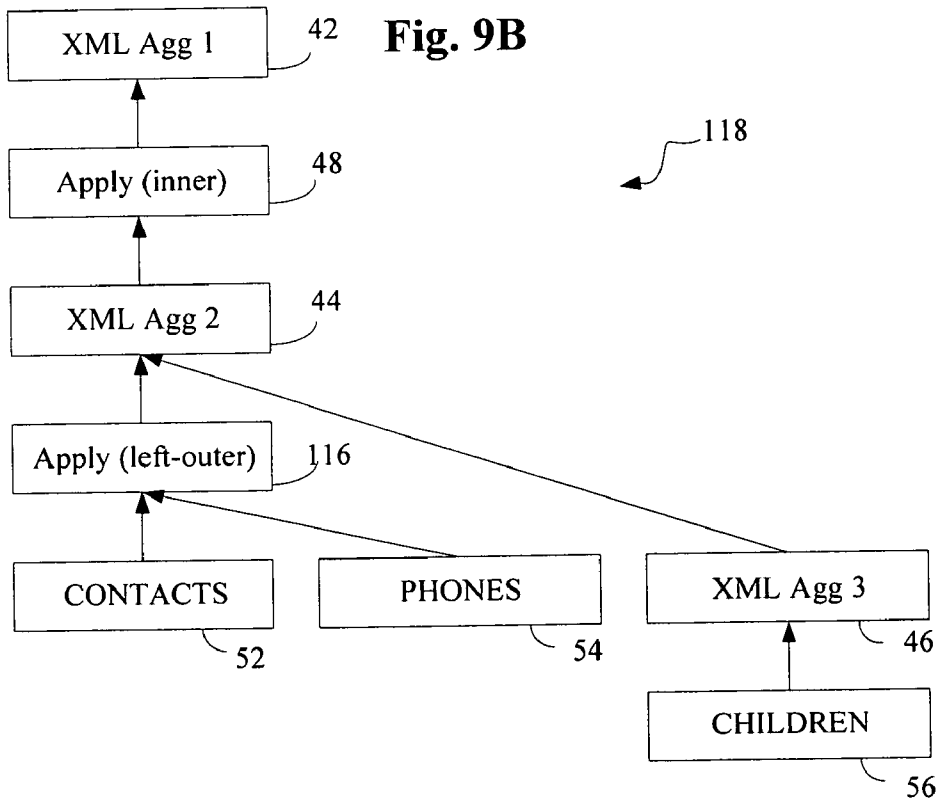 XML Agg 1
42
Fig. 9B
118
Apply (inner)
48
XML Agg 2
44
Apply (left-outer)
116
CONTACTS
52
PHONES
54
XML Agg 3
46
CHILDREN
56